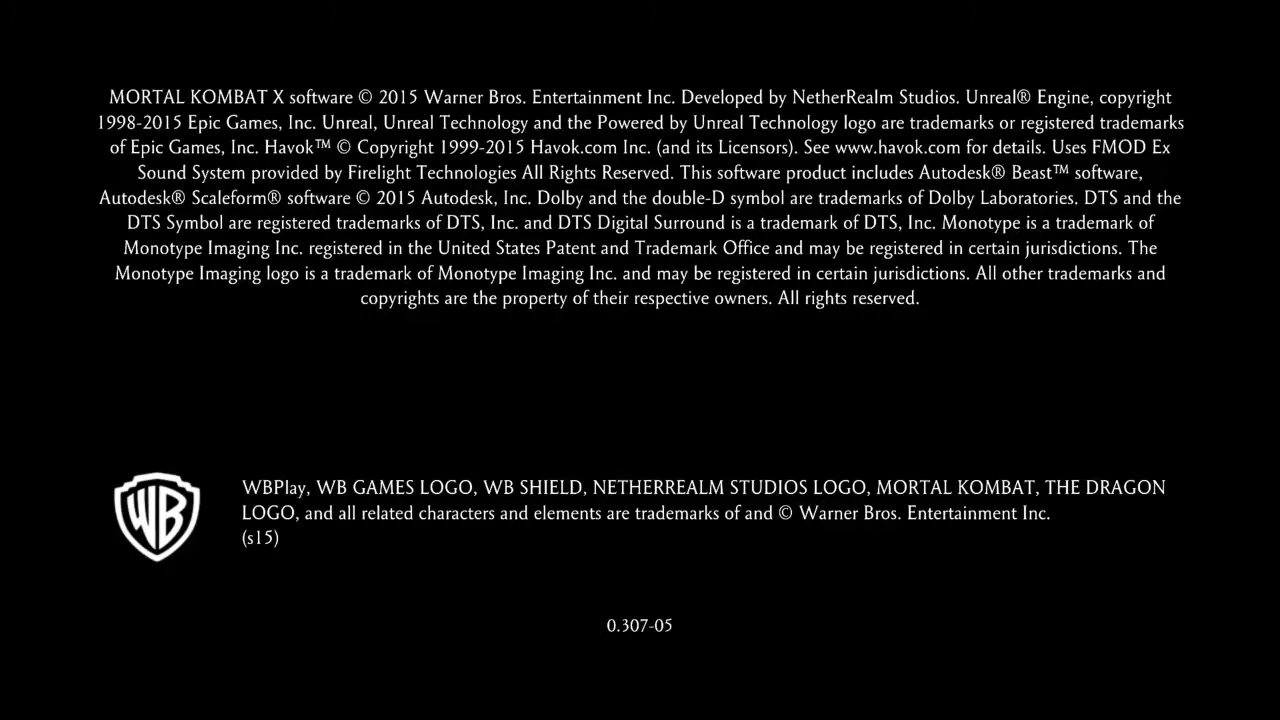 MORTAL KOMBAT X software © 2015 Warner Bros. Entertainment Inc. Developed by NetherRealm Studios. Unreal® Engine, copyright
1998-2015 Epic Games, Inc. Unreal, Unreal Technology and the Powered by Unreal Technology logo are trademarks or registered trademarks
of Epic Games, Inc. Havok™ © Copyright 1999-2015 Havok.com Inc. (and its Licensors). See www.havok.com for details. Uses FMOD Ex
Sound System provided by Firelight Technologies All Rights Reserved. This software product includes Autodesk® Beast™ software,
Autodesk® Scaleform® software © 2015 Autodesk, Inc. Dolby and the double-D symbol are trademarks of Dolby Laboratories. DTS and the
DTS Symbol are registered trademarks of DTS, Inc. and DTS Digital Surround is a trademark of DTS, Inc. Monotype is a trademark of
Monotype Imaging Inc. registered in the United States Patent and Trademark Office and may be registered in certain jurisdictions. The
Monotype Imaging logo is a trademark of Monotype Imaging Inc. and may be registered in certain jurisdictions. All other trademarks and
copyrights are the property of their respective owners. All rights reserved.
WB
WBPlay, WB GAMES LOGO, WB SHIELD, NETHERREALM STUDIOS LOGO, MORTAL KOMBAT, THE DRAGON
LOGO, and all related characters and elements are trademarks of and © Warner Bros. Entertainment Inc.
(s15)
0.307-05